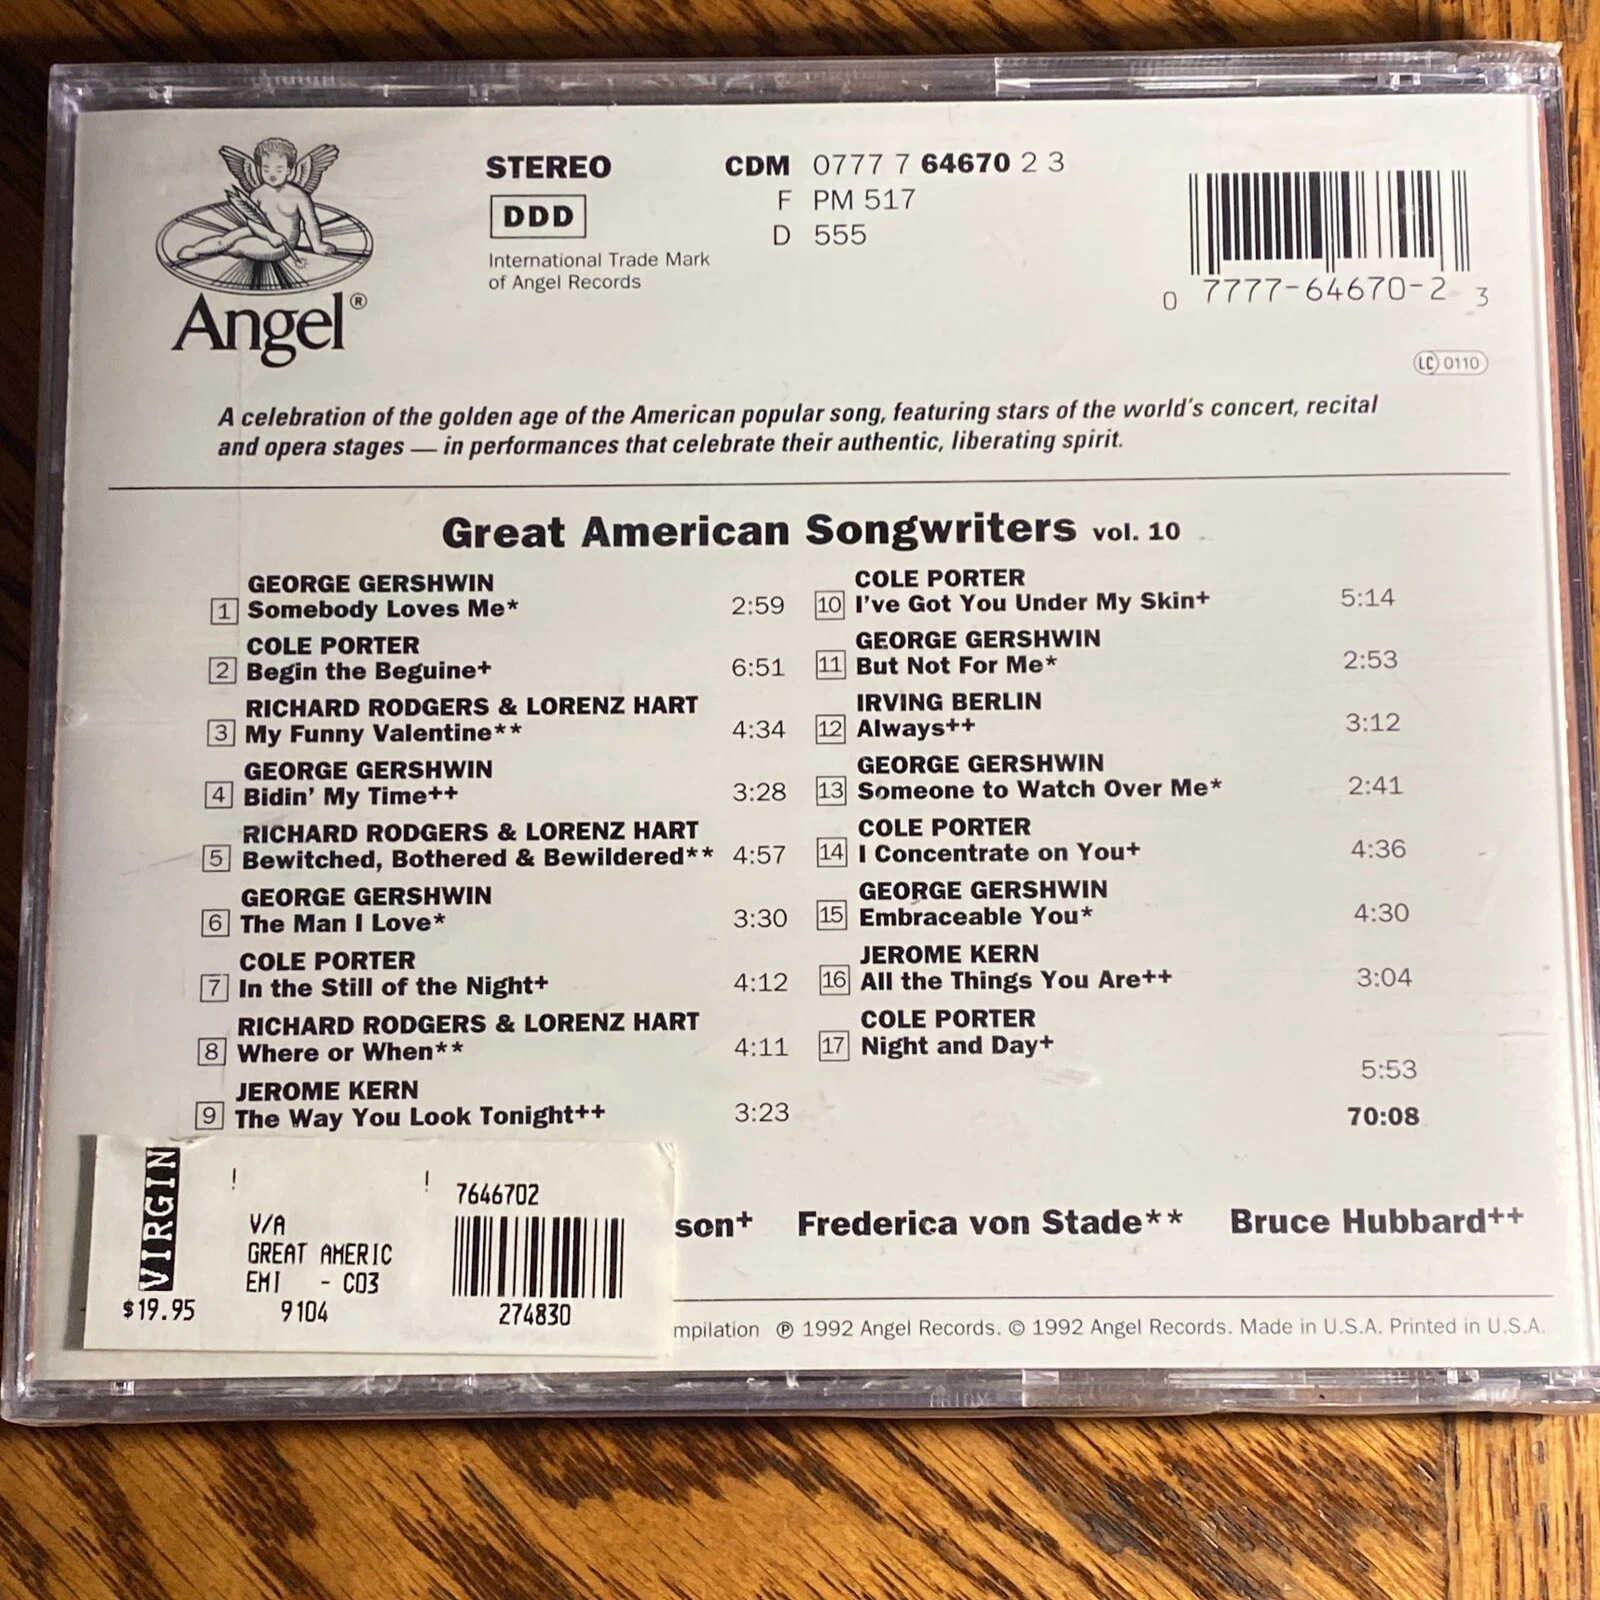 Angel®
STEREO
DDD
International Trade Mark
of Angel Records
CDM 0777 7 64670 2 3
F PM 517
D 555
0 7777-64670-2 3
LC 0110
A celebration of the golden age of the American popular song, featuring stars of the world's concert, recital
and opera stages — in performances that celebrate their authentic, liberating spirit.
Great American Songwriters vol. 10
GEORGE GERSHWIN
1 Somebody Loves Me* 2:59
COLE PORTER
2 Begin the Beguine+ 6:51
RICHARD RODGERS & LORENZ HART
3 My Funny Valentine** 4:34
GEORGE GERSHWIN
4 Bidin' My Time++ 3:28
RICHARD RODGERS & LORENZ HART
5 Bewitched, Bothered & Bewildered** 4:57
GEORGE GERSHWIN
6 The Man I Love* 3:30
COLE PORTER
7 In the Still of the Night+ 4:12
RICHARD RODGERS & LORENZ HART
8 Where or When** 4:11
JEROME KERN
9 The Way You Look Tonight++ 3:23
COLE PORTER
10 I've Got You Under My Skin+ 5:14
GEORGE GERSHWIN
11 But Not For Me* 2:53
IRVING BERLIN
12 Always++ 3:12
GEORGE GERSHWIN
13 Someone to Watch Over Me* 2:41
COLE PORTER
14 I Concentrate on You+ 4:36
GEORGE GERSHWIN
15 Embraceable You* 4:30
JEROME KERN
16 All the Things You Are++ 3:04
COLE PORTER
17 Night and Day+ 5:53
70:08
son+ Frederica von Stade** Bruce Hubbard++
mpilation ℗ 1992 Angel Records. © 1992 Angel Records. Made in U.S.A. Printed in U.S.A.
VIRGIN
$19.95
! !
V/A
GREAT AMERIC
EMI - C03
9104
7646702
274830